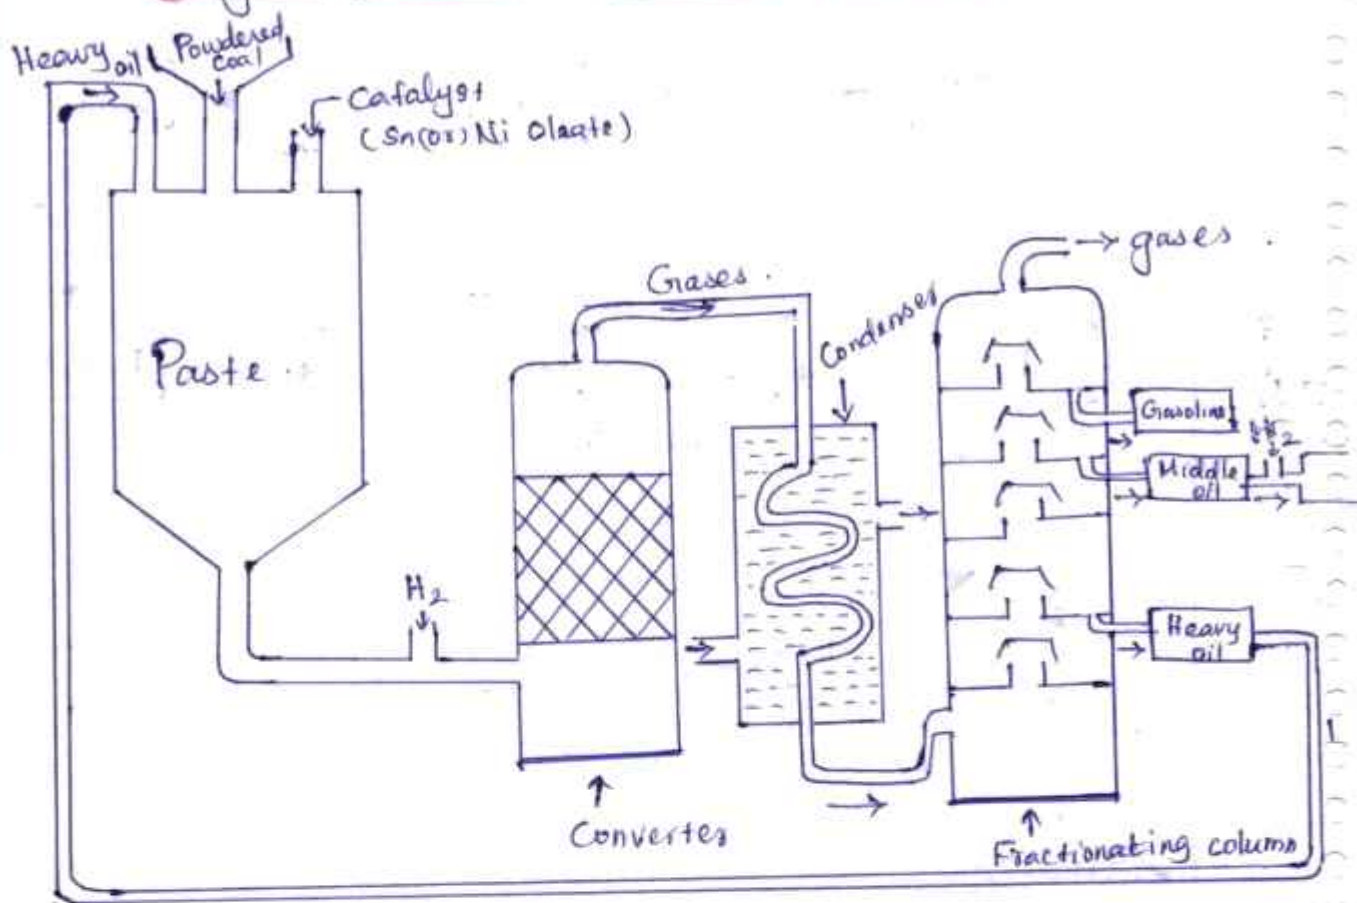 Heavy oil
Powdered
coal
Catalyst
(Sn(or) Ni Oleate)
Paste
H2
Gases
Condenser
gases
Gasoline
Middle
oil
Heavy
oil
Converter
Fractionating column